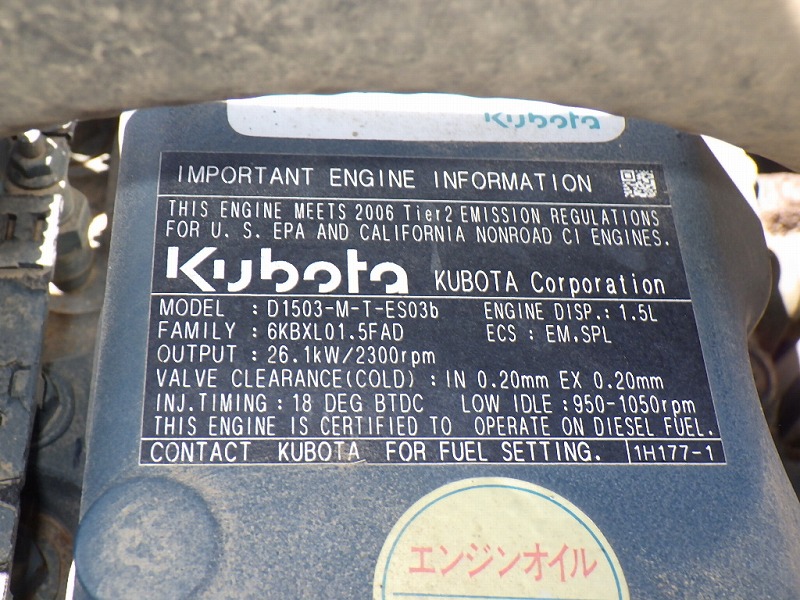 Kubota
IMPORTANT ENGINE INFORMATION
THIS ENGINE MEETS 2006 Tier2 EMISSION REGULATIONS
FOR U. S. EPA AND CALIFORNIA NONROAD CI ENGINES.
Kubota KUBOTA Corporation
MODEL : D1503-M-T-ES03b ENGINE DISP.: 1.5L
FAMILY : 6KBXL01.5FAD ECS : EM.SPL
OUTPUT : 26.1kW/2300rpm
VALVE CLEARANCE(COLD) : IN 0.20mm EX 0.20mm
INJ.TIMING : 18 DEG BTDC LOW IDLE : 950-1050rpm
THIS ENGINE IS CERTIFIED TO OPERATE ON DIESEL FUEL.
CONTACT KUBOTA FOR FUEL SETTING. 1H177-1
エンジンオイル